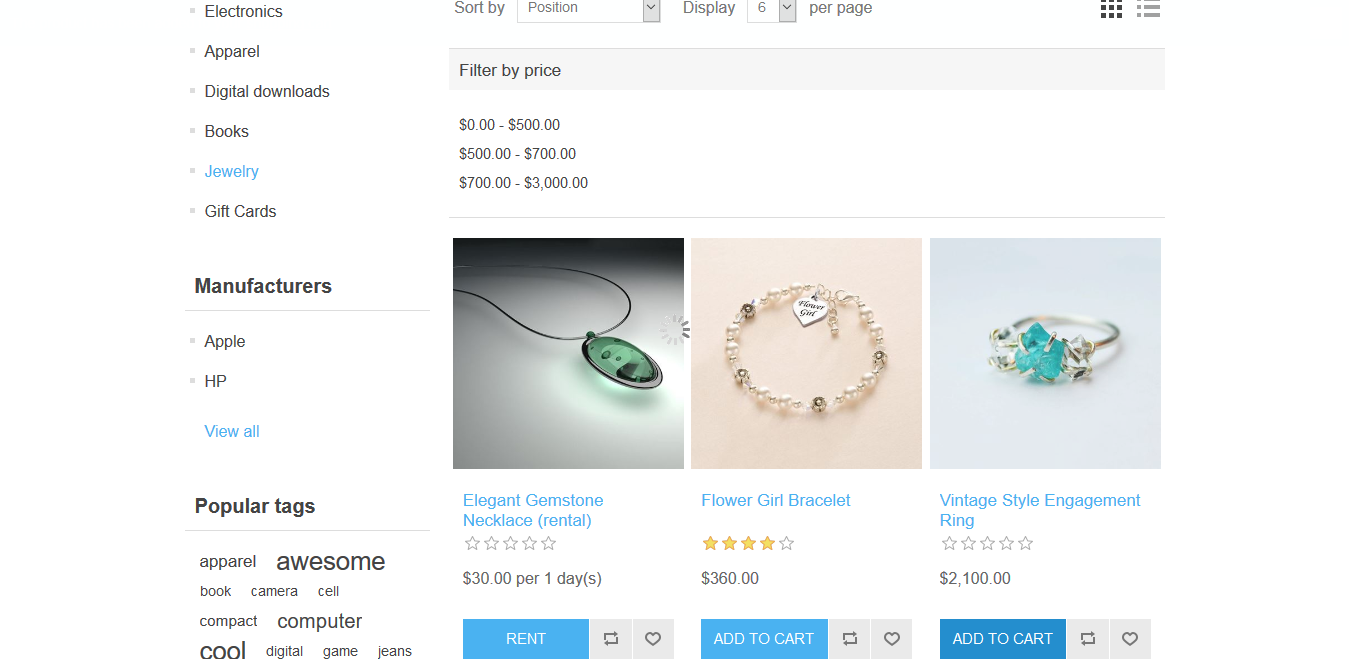 Electronics
Apparel
Digital downloads
Books
Jewelry
Gift Cards
Manufacturers
Apple
HP
View all
Popular tags
apparel awesome
book camera cell
compact computer
cool digital game jeans
Sort by Position Display 6 per page
Filter by price
$0.00 - $500.00
$500.00 - $700.00
$700.00 - $3,000.00
Flower
Girl
Elegant Gemstone
Necklace (rental)
$30.00 per 1 day(s)
RENT
Flower Girl Bracelet
$360.00
ADD TO CART
Vintage Style Engagement
Ring
$2,100.00
ADD TO CART